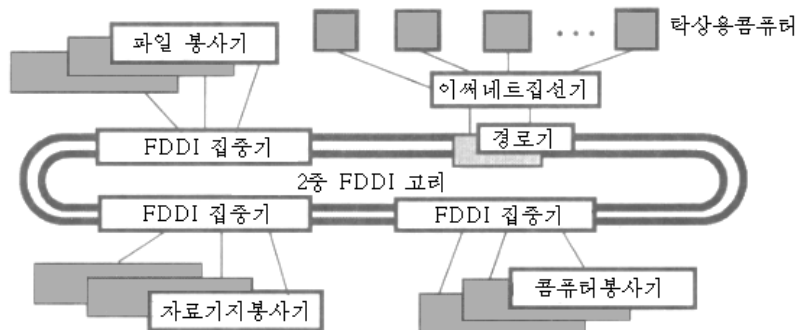 파일 봉사기
탁상용콤퓨터
이써네트집선기
FDDI 집중기
경로기
2중 FDDI 고리
FDDI 집중기
FDDI 집중기
자료기지봉사기
콤퓨터봉사기